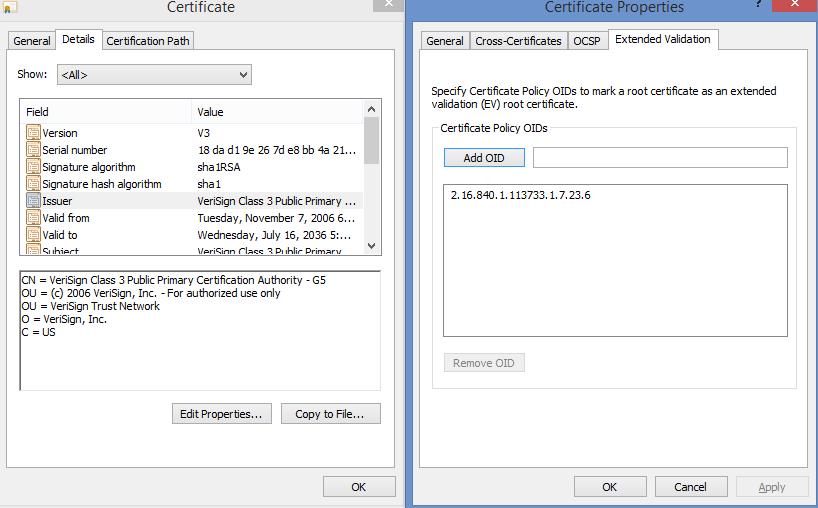 Certificate
General
Details
Certification Path
Show:
<All>
Field
Value
Version
V3
Serial number
18 da d1 9e 26 7d e8 bb 4a 21...
Signature algorithm
sha1RSA
Signature hash algorithm
sha1
Issuer
VeriSign Class 3 Public Primary ...
Valid from
Tuesday, November 7, 2006 6...
Valid to
Wednesday, July 16, 2036 5:...
Subject
VeriSign Class 3 Public Primary
CN = VeriSign Class 3 Public Primary Certification Authority - G5
OU = (c) 2006 VeriSign, Inc. - For authorized use only
OU = VeriSign Trust Network
O = VeriSign, Inc.
C = US
Edit Properties...
Copy to File...
OK
Certificate Properties
?
General
Cross-Certificates
OCSP
Extended Validation
Specify Certificate Policy OIDs to mark a root certificate as an extended
validation (EV) root certificate.
Certificate Policy OIDs
Add OID
2.16.840.1.113733.1.7.23.6
Remove OID
OK
Cancel
Apply